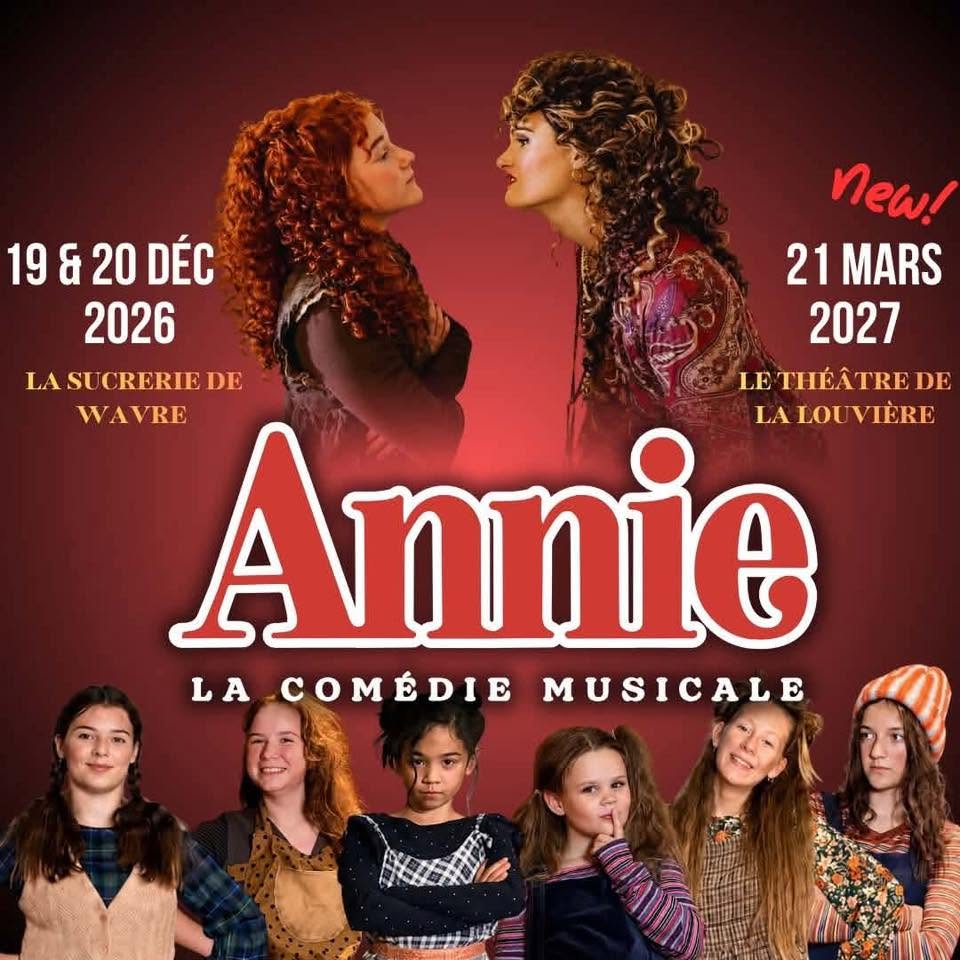 new!
19 & 20 DÉC
2026
LA SUCRERIE DE
WAVRE
21 MARS
2027
LE THÉÂTRE DE
LA LOUVIÈRE
Annie
LA COMÉDIE MUSICALE